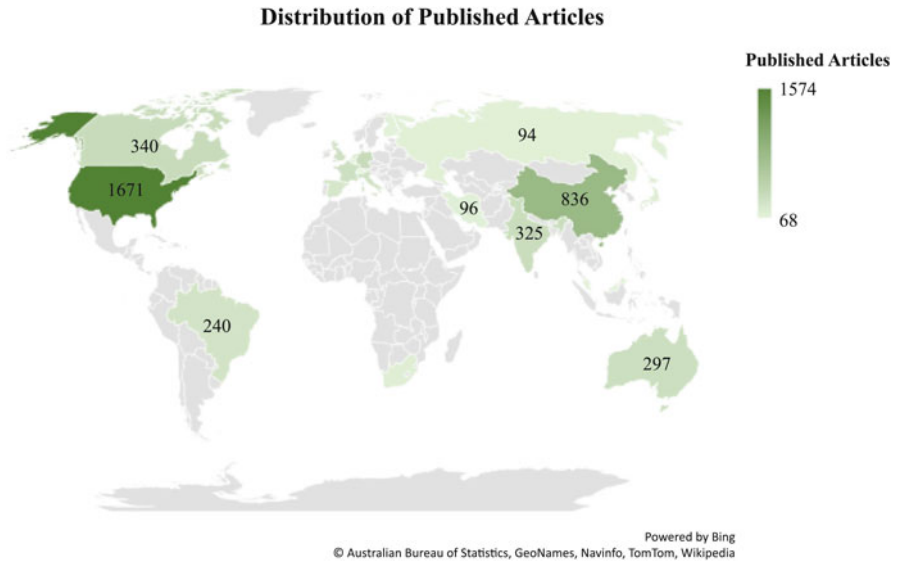 Distribution of Published Articles
Published Articles
1574
68
340
1671
94
836
96
325
240
297
Powered by Bing
© Australian Bureau of Statistics, GeoNames, Navinfo, TomTom, Wikipedia